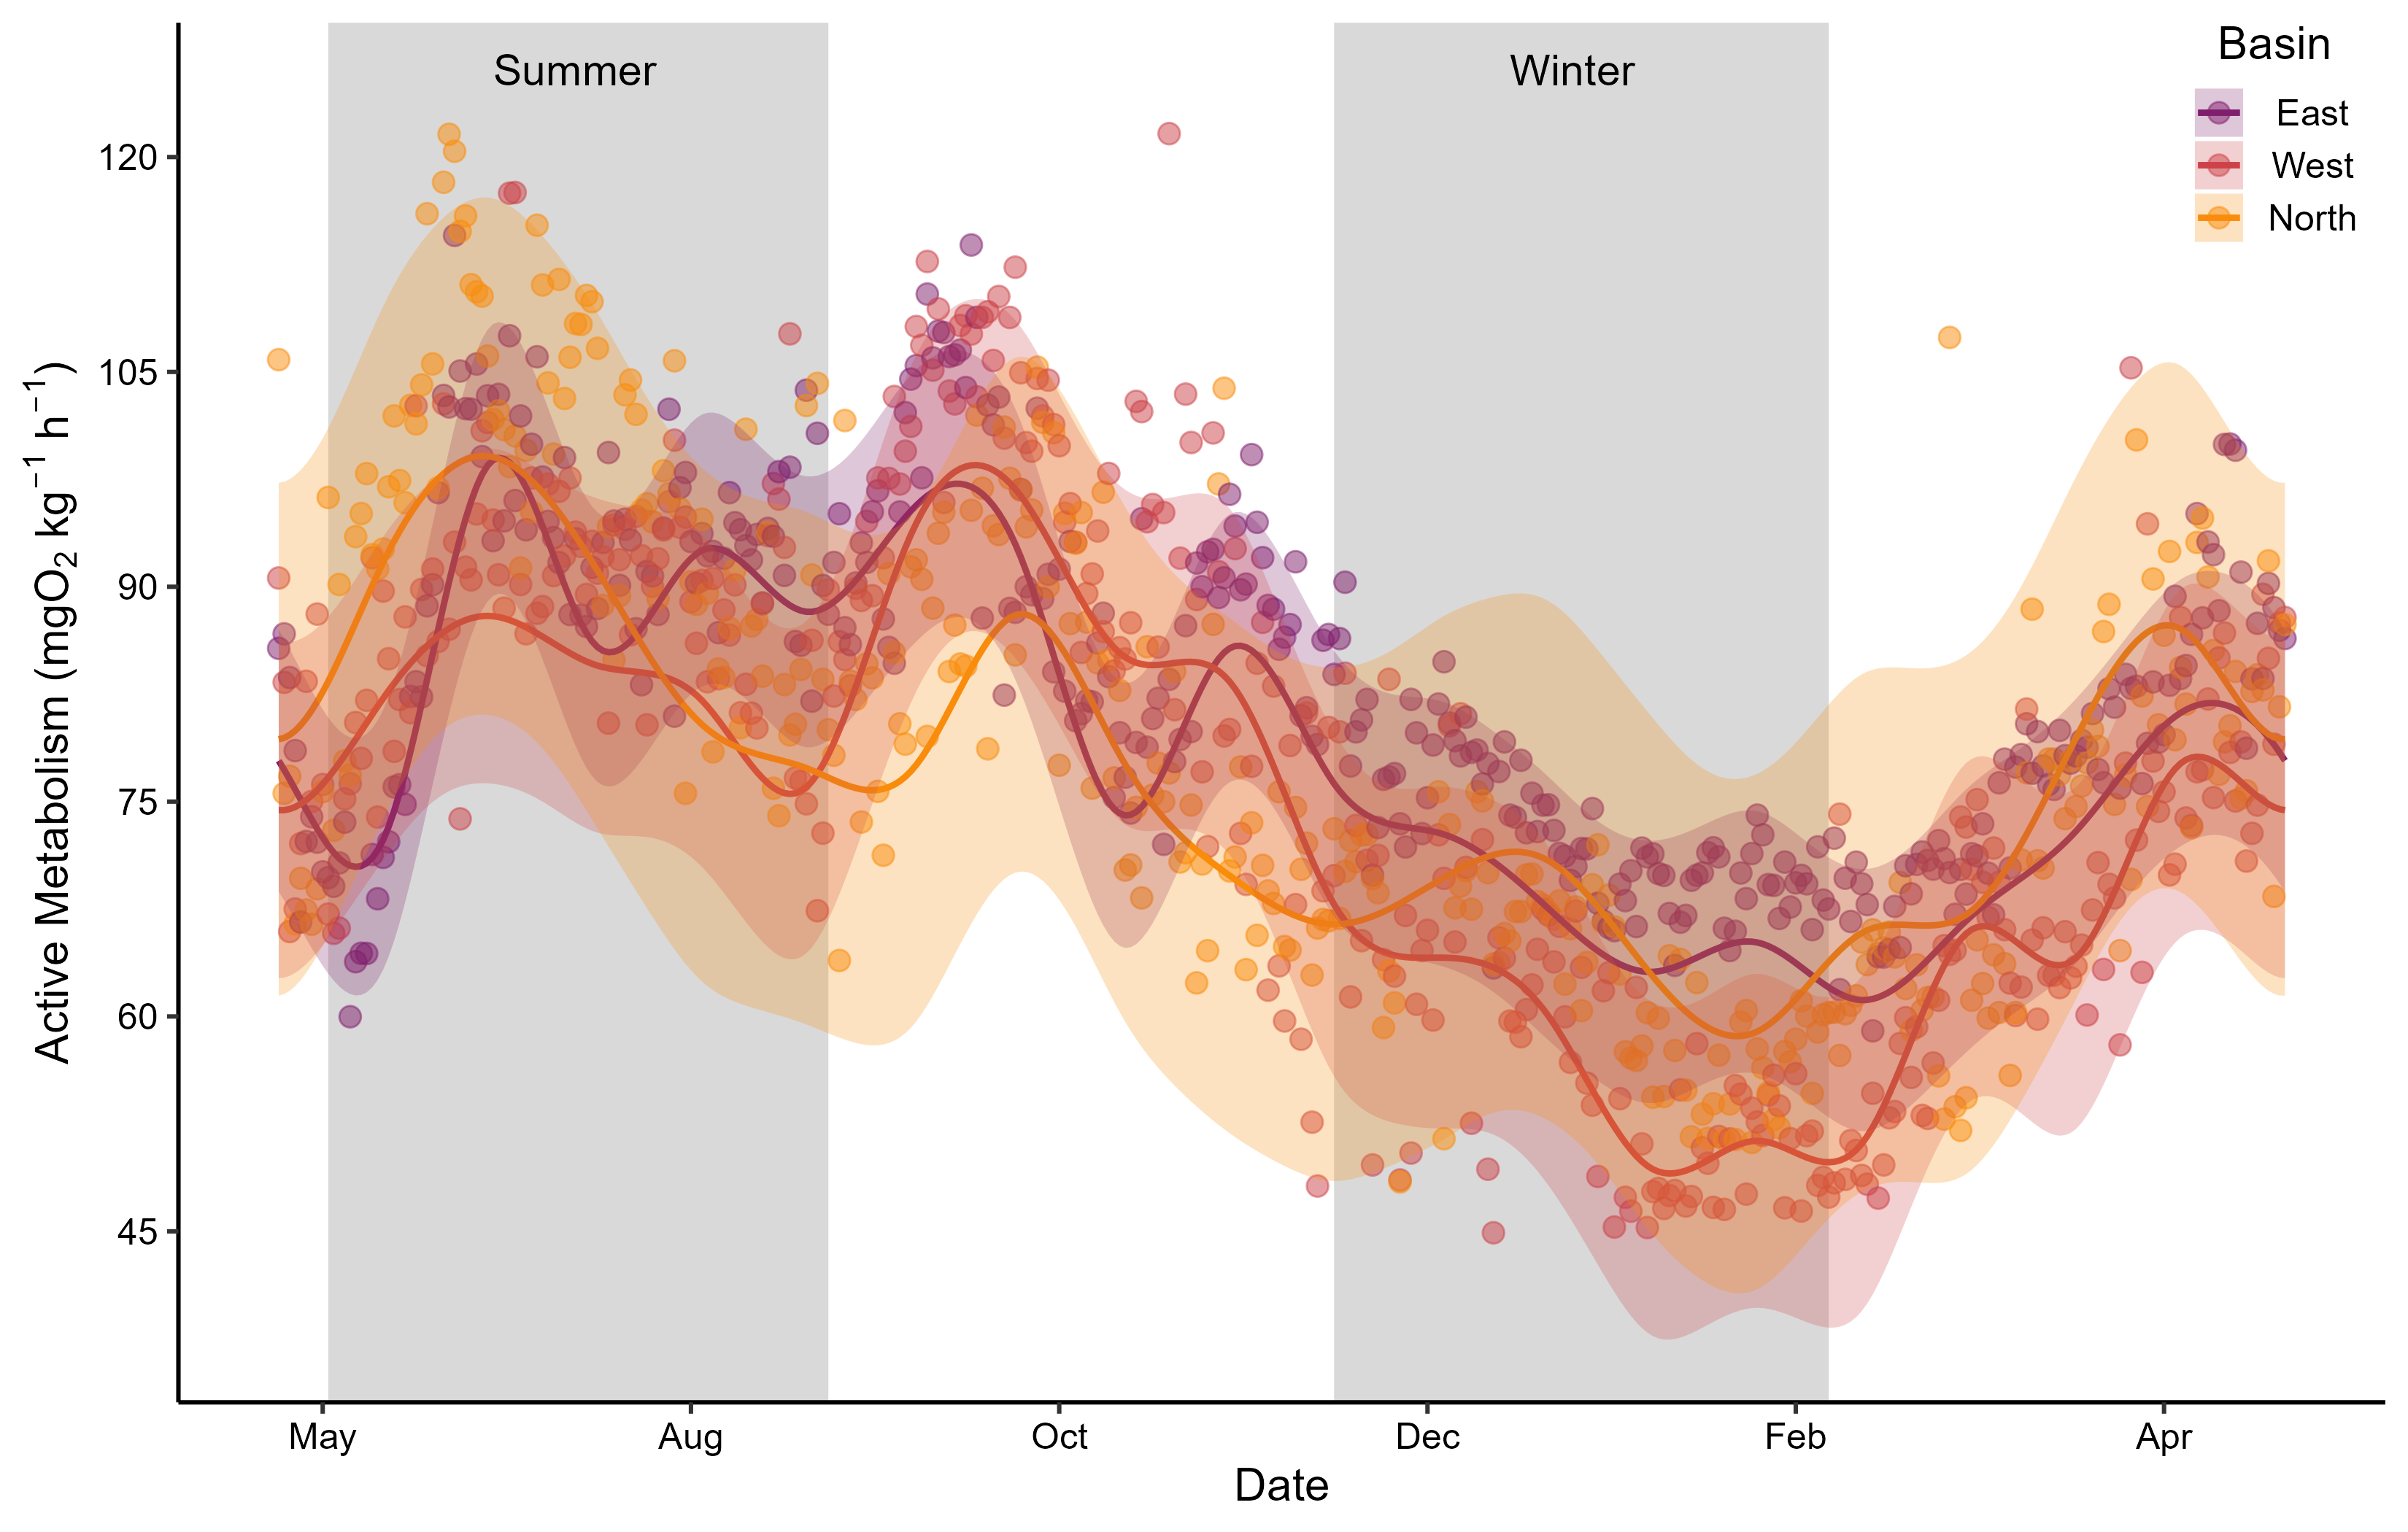 Summer
Winter
Basin
East
West
North
120
105
90
75
60
45
Active Metabolism (mgO₂ kg⁻¹ h⁻¹)
May
Aug
Oct
Dec
Feb
Apr
Date